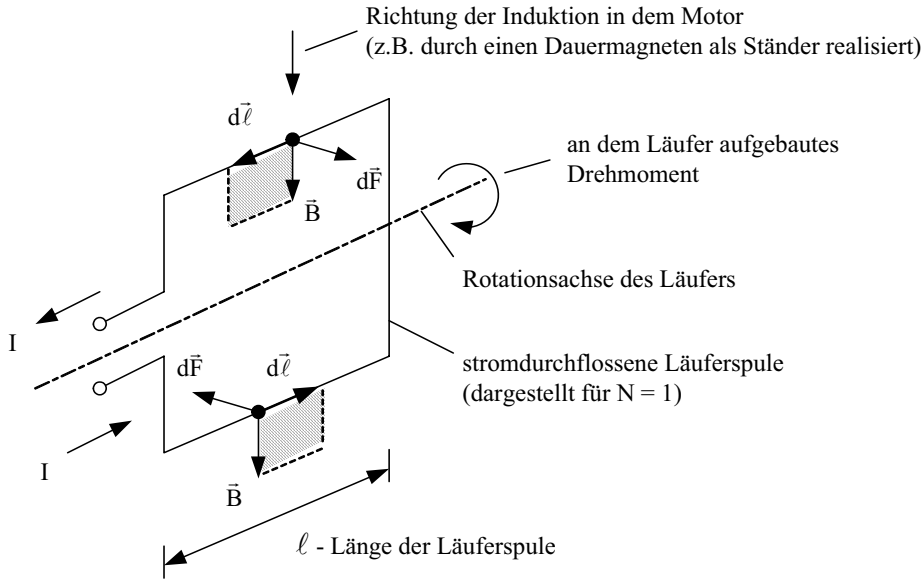 Richtung der Induktion in dem Motor
(z.B. durch einen Dauermagneten als Ständer realisiert)
dℓ⃗
an dem Läufer aufgebautes
Drehmoment
dF⃗
B⃗
Rotationsachse des Läufers
I
dF⃗
dℓ⃗
stromdurchflossene Läuferspule
(dargestellt für N = 1)
I
B⃗
ℓ - Länge der Läuferspule